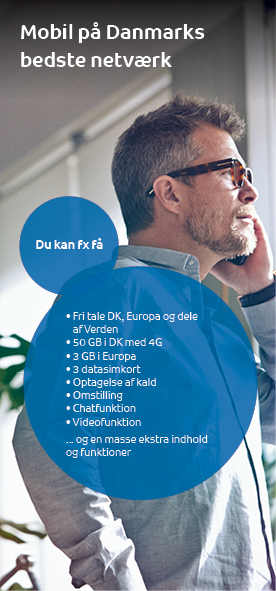 Mobil på Danmarks
bedste netværk
Du kan fx få
• Fri tale DK, Europa og dele
af Verden
• 50 GB i DK med 4G
• 3 GB i Europa
• 3 datasimkort
• Optagelse af kald
• Omstilling
• Chatfunktion
• Videofunktion
... og en masse ekstra indhold
og funktioner